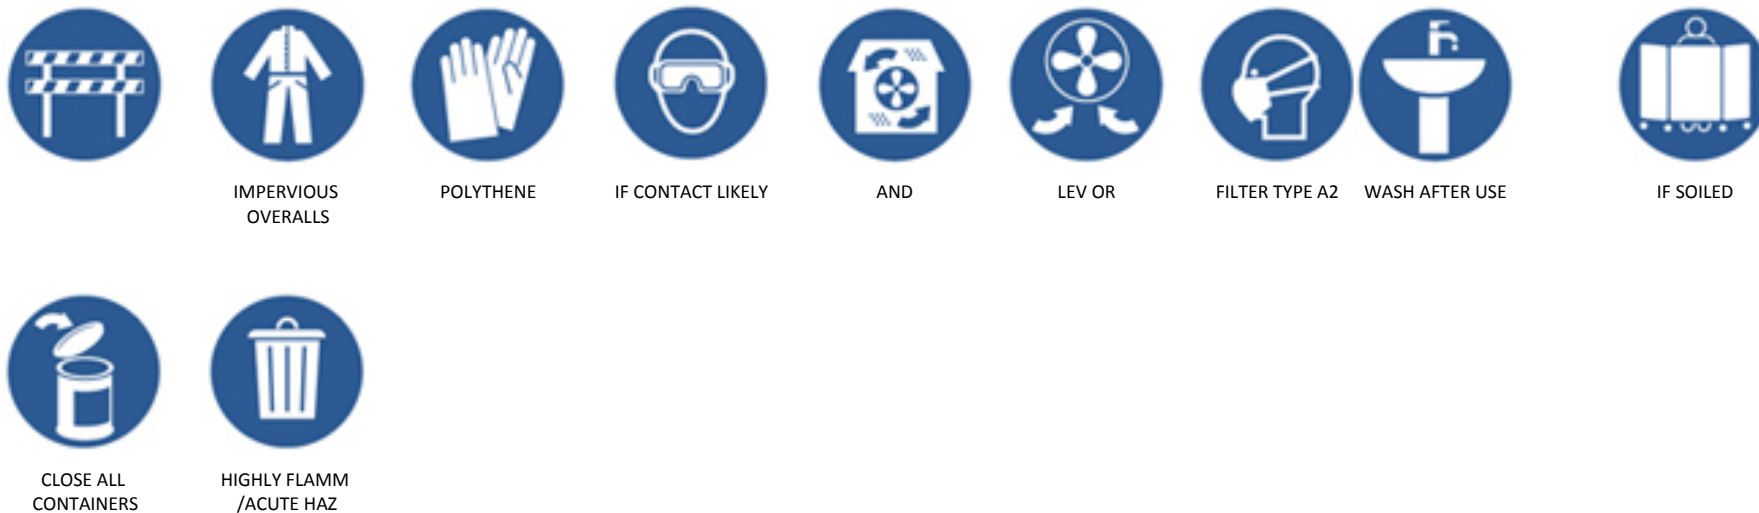 IMPERVIOUS
OVERALLS
POLYTHENE
IF CONTACT LIKELY
AND
LEV OR
FILTER TYPE A2
WASH AFTER USE
IF SOILED
CLOSE ALL
CONTAINERS
HIGHLY FLAMM
/ACUTE HAZ